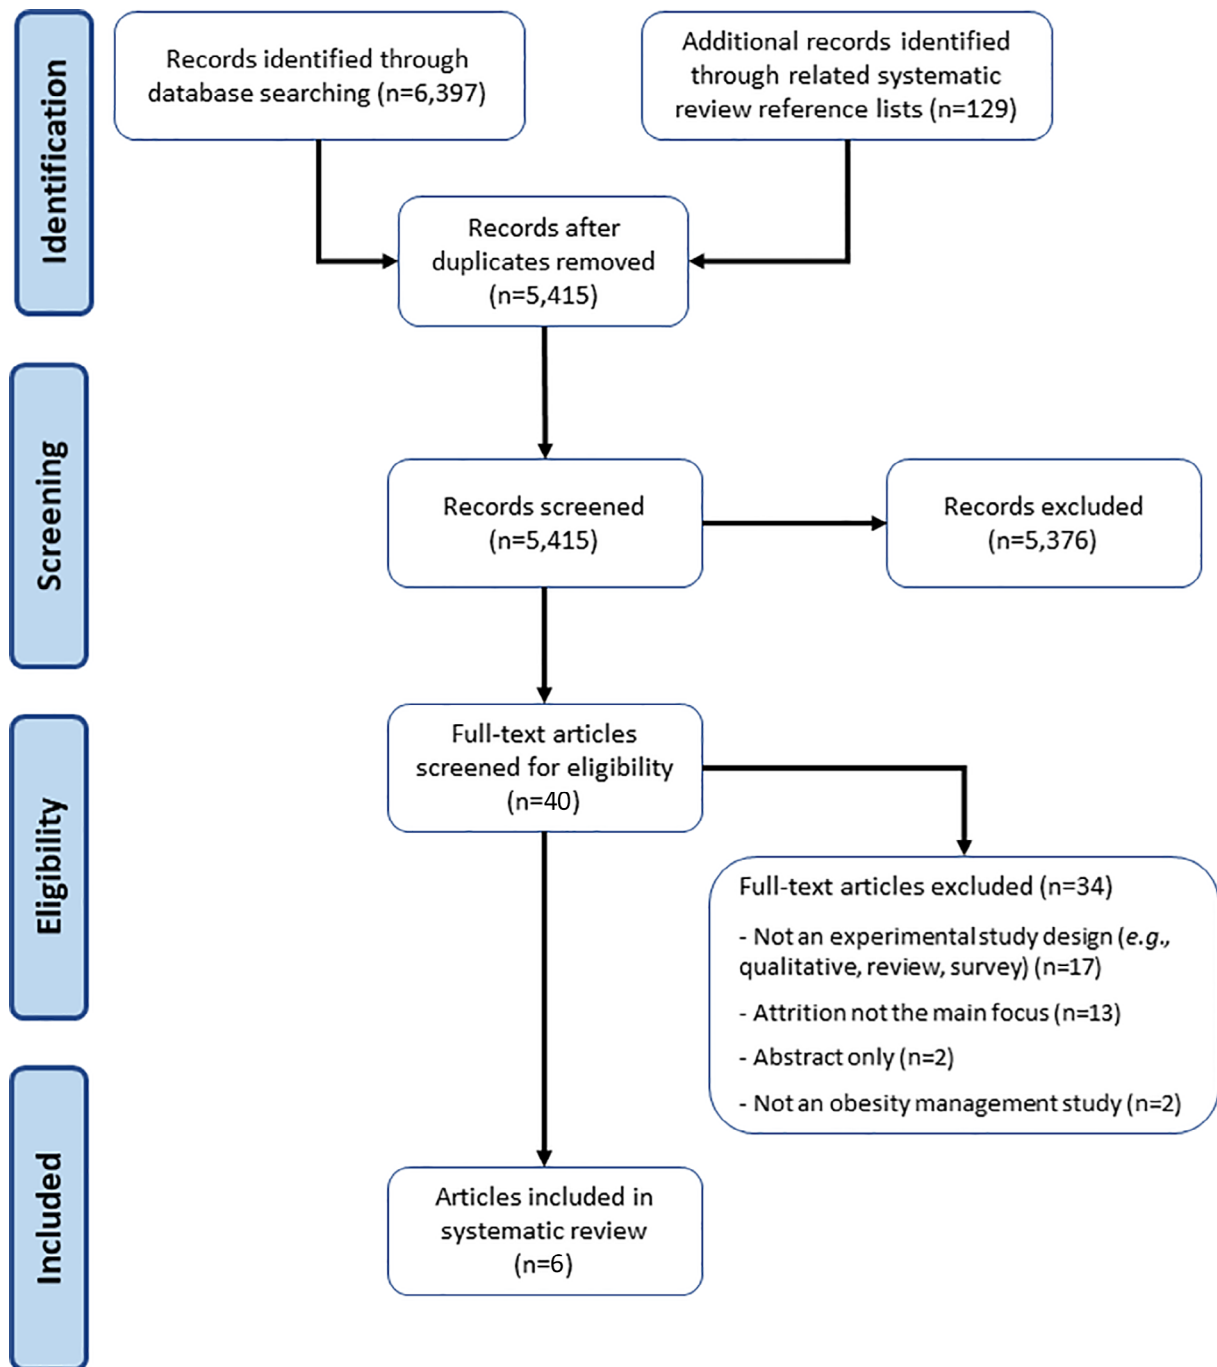 Identification
Records identified through
database searching (n=6,397)
Additional records identified
through related systematic
review reference lists (n=129)
Records after
duplicates removed
(n=5,415)
Screening
Records screened
(n=5,415)
Records excluded
(n=5,376)
Eligibility
Full-text articles
screened for eligibility
(n=40)
Full-text articles excluded (n=34)
- Not an experimental study design (e.g.,
qualitative, review, survey) (n=17)
- Attrition not the main focus (n=13)
- Abstract only (n=2)
- Not an obesity management study (n=2)
Included
Articles included in
systematic review
(n=6)